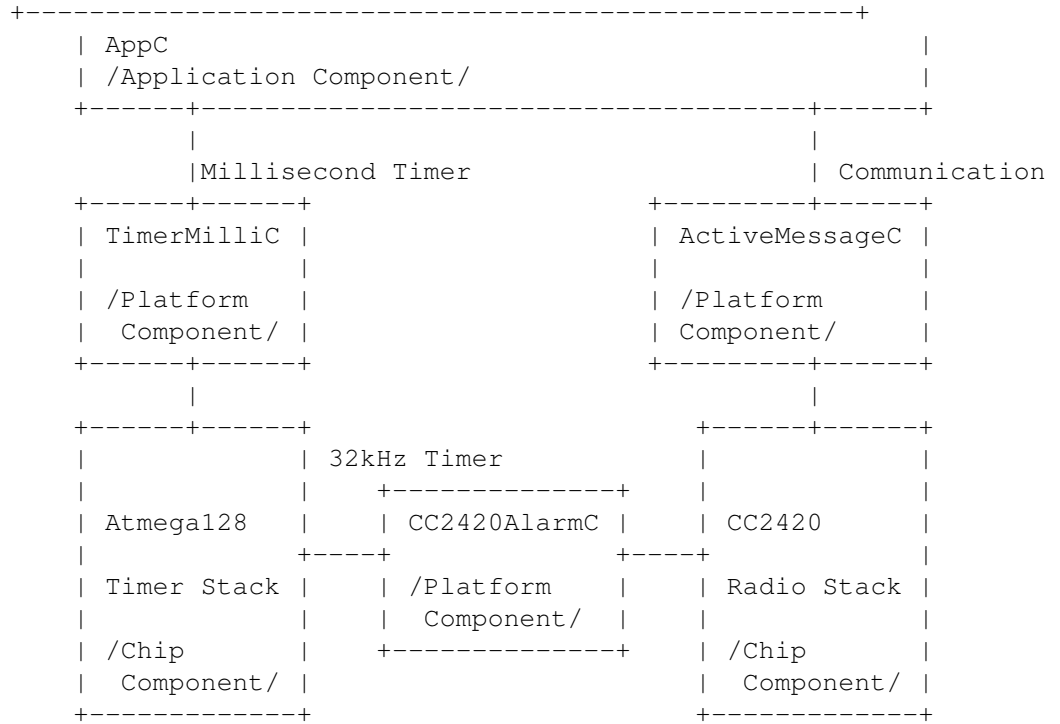 AppC
/Application Component/
Millisecond Timer Communication
TimerMilliC ActiveMessageC
/Platform /Platform
Component/ Component/
32kHz Timer
Atmega128 CC2420AlarmC CC2420
Timer Stack /Platform Radio Stack
Component/
/Chip /Chip
Component/ Component/